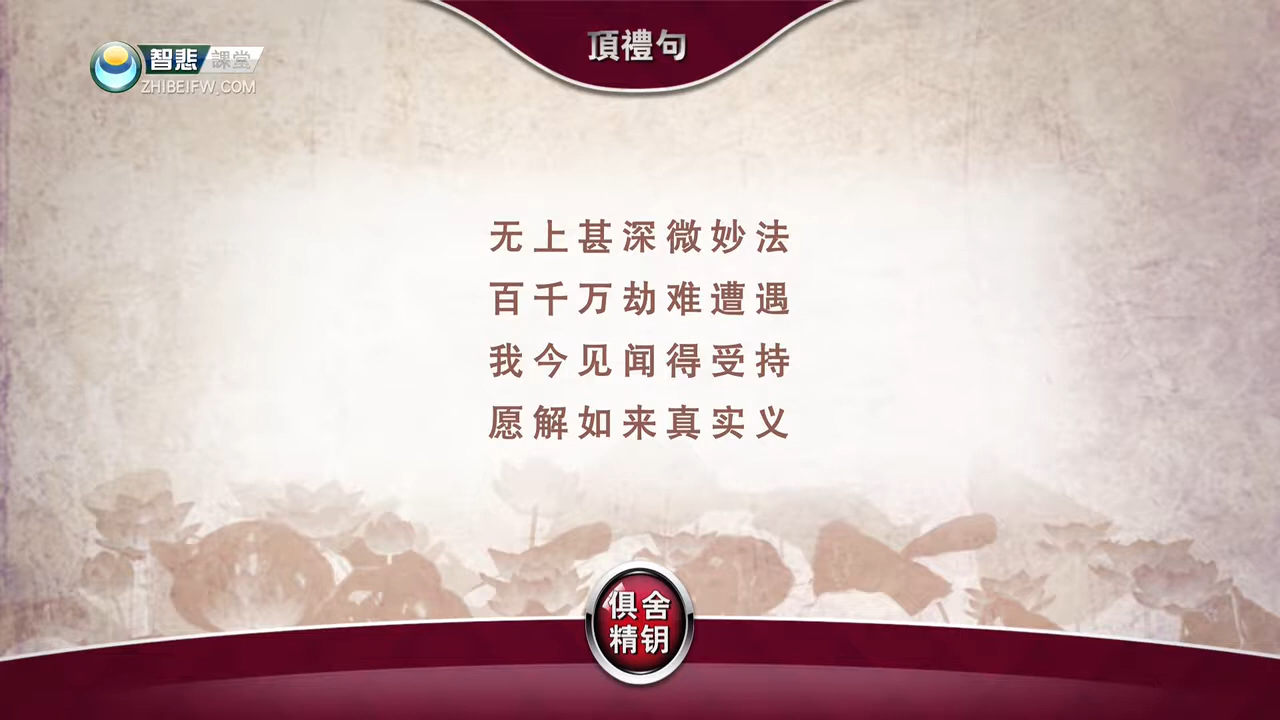 頂禮句
智悲課堂
ZHIBEIFW.COM
无上甚深微妙法
百千万劫难遭遇
我今见闻得受持
愿解如来真实义
俱舍
精钥